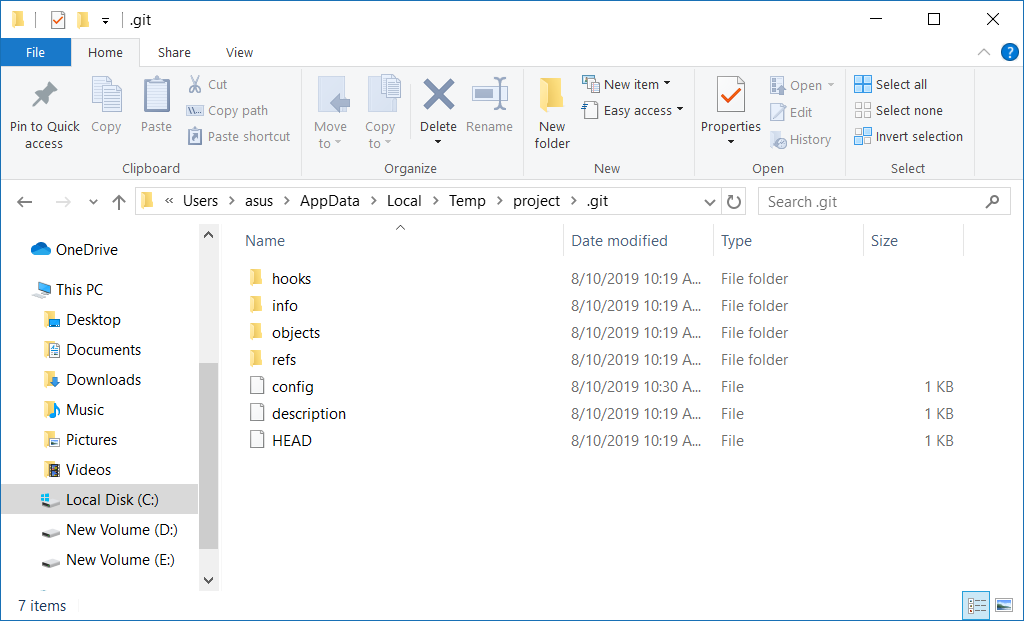 .git
File Home Share View
Pin to Quick access
Copy
Paste
Cut
Copy path
Paste shortcut
Clipboard
Move to
Copy to
Delete
Rename
Organize
New folder
New item
Easy access
New
Properties
Open
Edit
History
Open
Select all
Select none
Invert selection
Select
« Users > asus > AppData > Local > Temp > project > .git
Search .git
OneDrive
This PC
Desktop
Documents
Downloads
Music
Pictures
Videos
Local Disk (C:)
New Volume (D:)
New Volume (E:)
Name Date modified Type Size
hooks 8/10/2019 10:19 A... File folder
info 8/10/2019 10:19 A... File folder
objects 8/10/2019 10:19 A... File folder
refs 8/10/2019 10:19 A... File folder
config 8/10/2019 10:30 A... File 1 KB
description 8/10/2019 10:19 A... File 1 KB
HEAD 8/10/2019 10:19 A... File 1 KB
7 items